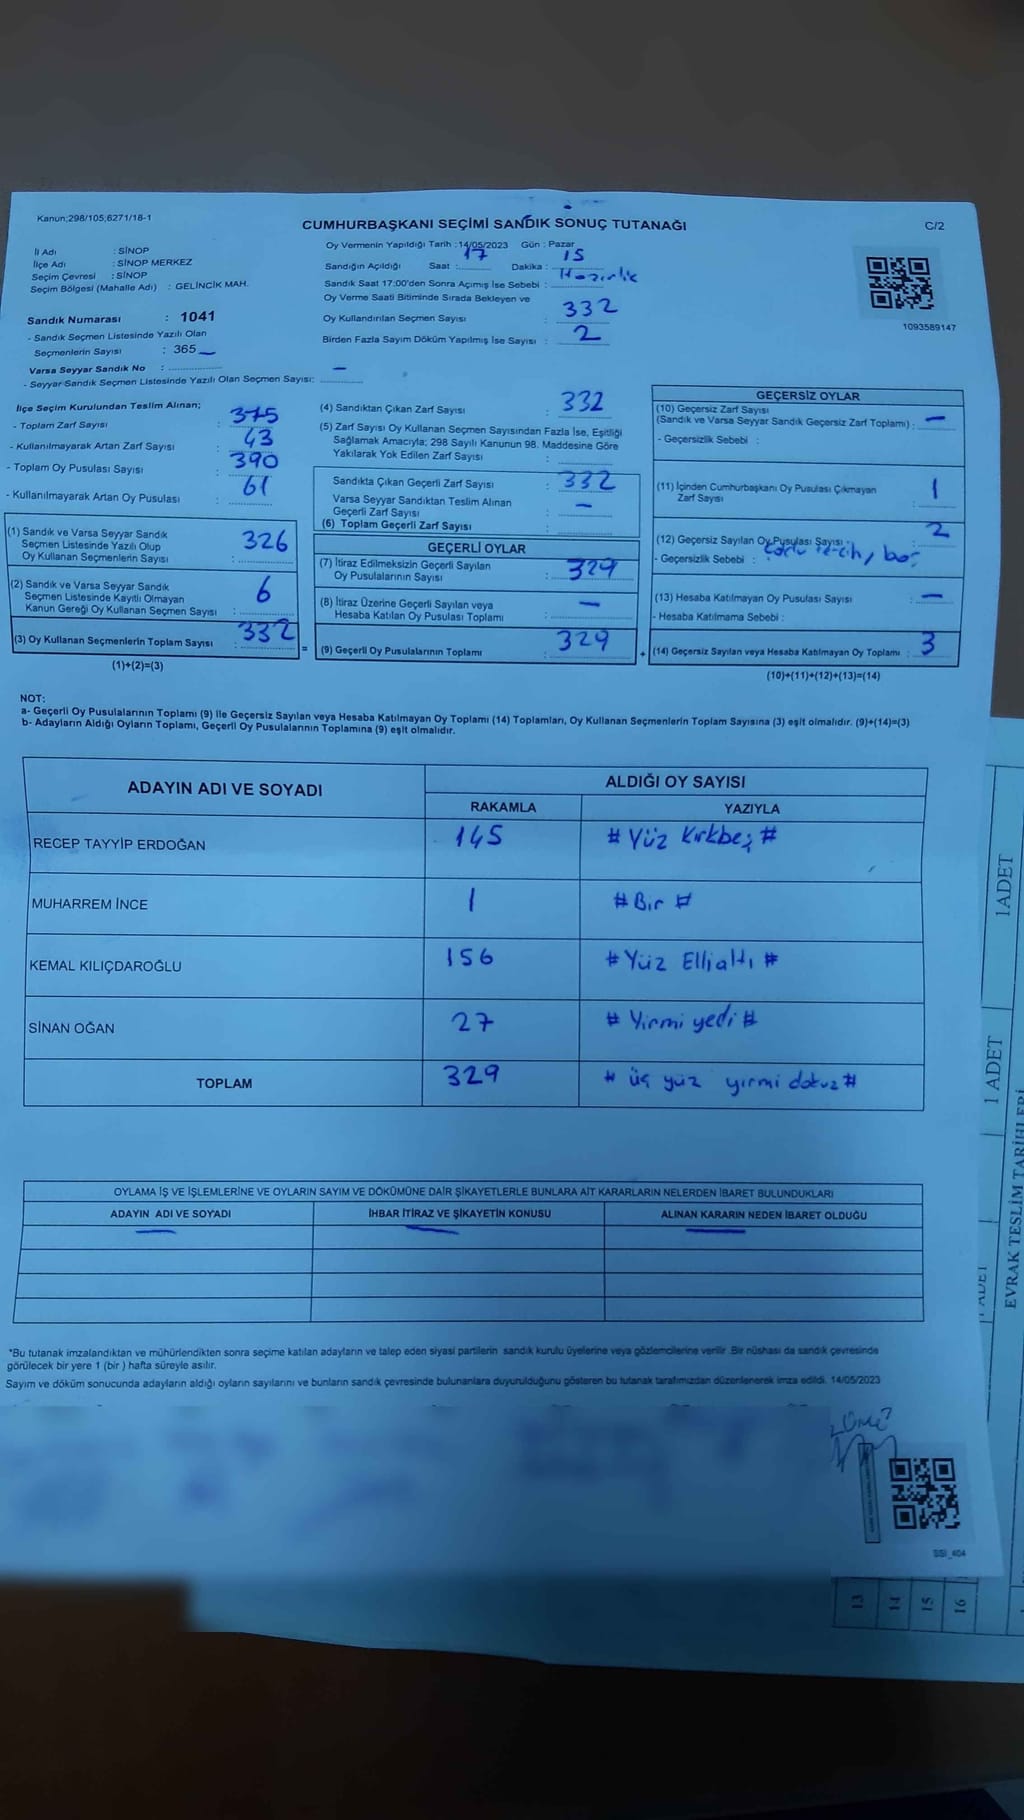 Kanun:298/105;6271/18-1
CUMHURBAŞKANI SEÇİMİ SANDIK SONUÇ TUTANAĞI
C/2
İl Adı : SİNOP
İlçe Adı : SİNOP MERKEZ
Seçim Çevresi : SİNOP
Seçim Bölgesi (Mahalle Adı) : GELİNCİK MAH.
Sandık Numarası : 1041
- Sandık Seçmen Listesinde Yazılı Olan
Seçmenlerin Sayısı : 365
Varsa Seyyar Sandık No : —
- Seyyar Sandık Seçmen Listesinde Yazılı Olan Seçmen Sayısı:
Oy Vermenin Yapıldığı Tarih :14/05/2023 Gün : Pazar
Sandığın Açıldığı Saat : 17 Dakika : 15
Sandık Saat 17:00'den Sonra Açımış İse Sebebi : Hazırlık
Oy Verme Saati Bitiminde Sırada Bekleyen ve
Oy Kullandırılan Seçmen Sayısı : 332
Birden Fazla Sayım Döküm Yapılmış İse Sayısı : 2
1093589147
İlçe Seçim Kurulundan Teslim Alınan;
- Toplam Zarf Sayısı : 375
- Kullanılmayarak Artan Zarf Sayısı : 43
- Toplam Oy Pusulası Sayısı : 390
- Kullanılmayarak Artan Oy Pusulası : 61
(1) Sandık ve Varsa Seyyar Sandık
Seçmen Listesinde Yazılı Olup
Oy Kullanan Seçmenlerin Sayısı : 326
(2) Sandık ve Varsa Seyyar Sandık
Seçmen Listesinde Kayıtlı Olmayan
Kanun Gereği Oy Kullanan Seçmen Sayısı : 6
(3) Oy Kullanan Seçmenlerin Toplam Sayısı : 332
(1)+(2)=(3)
(4) Sandıktan Çıkan Zarf Sayısı : 332
(5) Zarf Sayısı Oy Kullanan Seçmen Sayısından Fazla İse, Eşitliği
Sağlamak Amacıyla; 298 Sayılı Kanunun 98. Maddesine Göre
Yakılarak Yok Edilen Zarf Sayısı :
Sandıkta Çıkan Geçerli Zarf Sayısı : 332
Varsa Seyyar Sandıktan Teslim Alınan
Geçerli Zarf Sayısı : —
(6) Toplam Geçerli Zarf Sayısı :
GEÇERLİ OYLAR
(7) İtiraz Edilmeksizin Geçerli Sayılan
Oy Pusulalarının Sayısı : 329
(8) İtiraz Üzerine Geçerli Sayılan veya
Hesaba Katılan Oy Pusulası Toplamı : —
= (9) Geçerli Oy Pusulalarının Toplamı : 329
GEÇERSİZ OYLAR
(10) Geçersiz Zarf Sayısı
(Sandık ve Varsa Seyyar Sandık Geçersiz Zarf Toplamı) : —
- Geçersizlik Sebebi :
(11) İçinden Cumhurbaşkanı Oy Pusulası Çıkmayan
Zarf Sayısı : 1
(12) Geçersiz Sayılan Oy Pusulası Sayısı : 2
- Geçersizlik Sebebi : tercih, boş
(13) Hesaba Katılmayan Oy Pusulası Sayısı : —
- Hesaba Katılmama Sebebi :
+ (14) Geçersiz Sayılan veya Hesaba Katılmayan Oy Toplamı : 3
(10)+(11)+(12)+(13)=(14)
NOT:
a- Geçerli Oy Pusulalarının Toplamı (9) ile Geçersiz Sayılan veya Hesaba Katılmayan Oy Toplamı (14) Toplamları, Oy Kullanan Seçmenlerin Toplam Sayısına (3) eşit olmalıdır. (9)+(14)=(3)
b- Adayların Aldığı Oyların Toplamı, Geçerli Oy Pusulalarının Toplamına (9) eşit olmalıdır.
ADAYIN ADI VE SOYADI ALDIĞI OY SAYISI
RAKAMLA YAZIYLA
RECEP TAYYİP ERDOĞAN 145 # Yüz Kırkbeş #
MUHARREM İNCE 1 # Bir #
KEMAL KILIÇDAROĞLU 156 # Yüz Ellialtı #
SİNAN OĞAN 27 # Yirmi yedi #
TOPLAM 329 # üç yüz yirmi dokuz #
OYLAMA İŞ VE İŞLEMLERİNE VE OYLARIN SAYIM VE DÖKÜMÜNE DAİR ŞİKAYETLERLE BUNLARA AİT KARARLARIN NELERDEN İBARET BULUNDUKLARI
ADAYIN ADI VE SOYADI İHBAR İTİRAZ VE ŞİKAYETİN KONUSU ALINAN KARARIN NEDEN İBARET OLDUĞU
— — —
*Bu tutanak imzalandıktan ve mühürlendikten sonra seçime katılan adayların ve talep eden siyasi partilerin sandık kurulu üyelerine veya gözlemcilerine verilir. Bir nüshası da sandık çevresinde
görülecek bir yere 1 (bir ) hafta süreyle asılır.
Sayım ve döküm sonucunda adayların aldığı oyların sayılarını ve bunların sandık çevresinde bulunanlara duyurulduğunu gösteren bu tutanak tarafımızdan düzenlenerek imza edildi. 14/05/2023
SSI_404
1ADET
1 ADET
1 ADET
EVRAK TESLİM TARİHLERİ
13
14
15
16